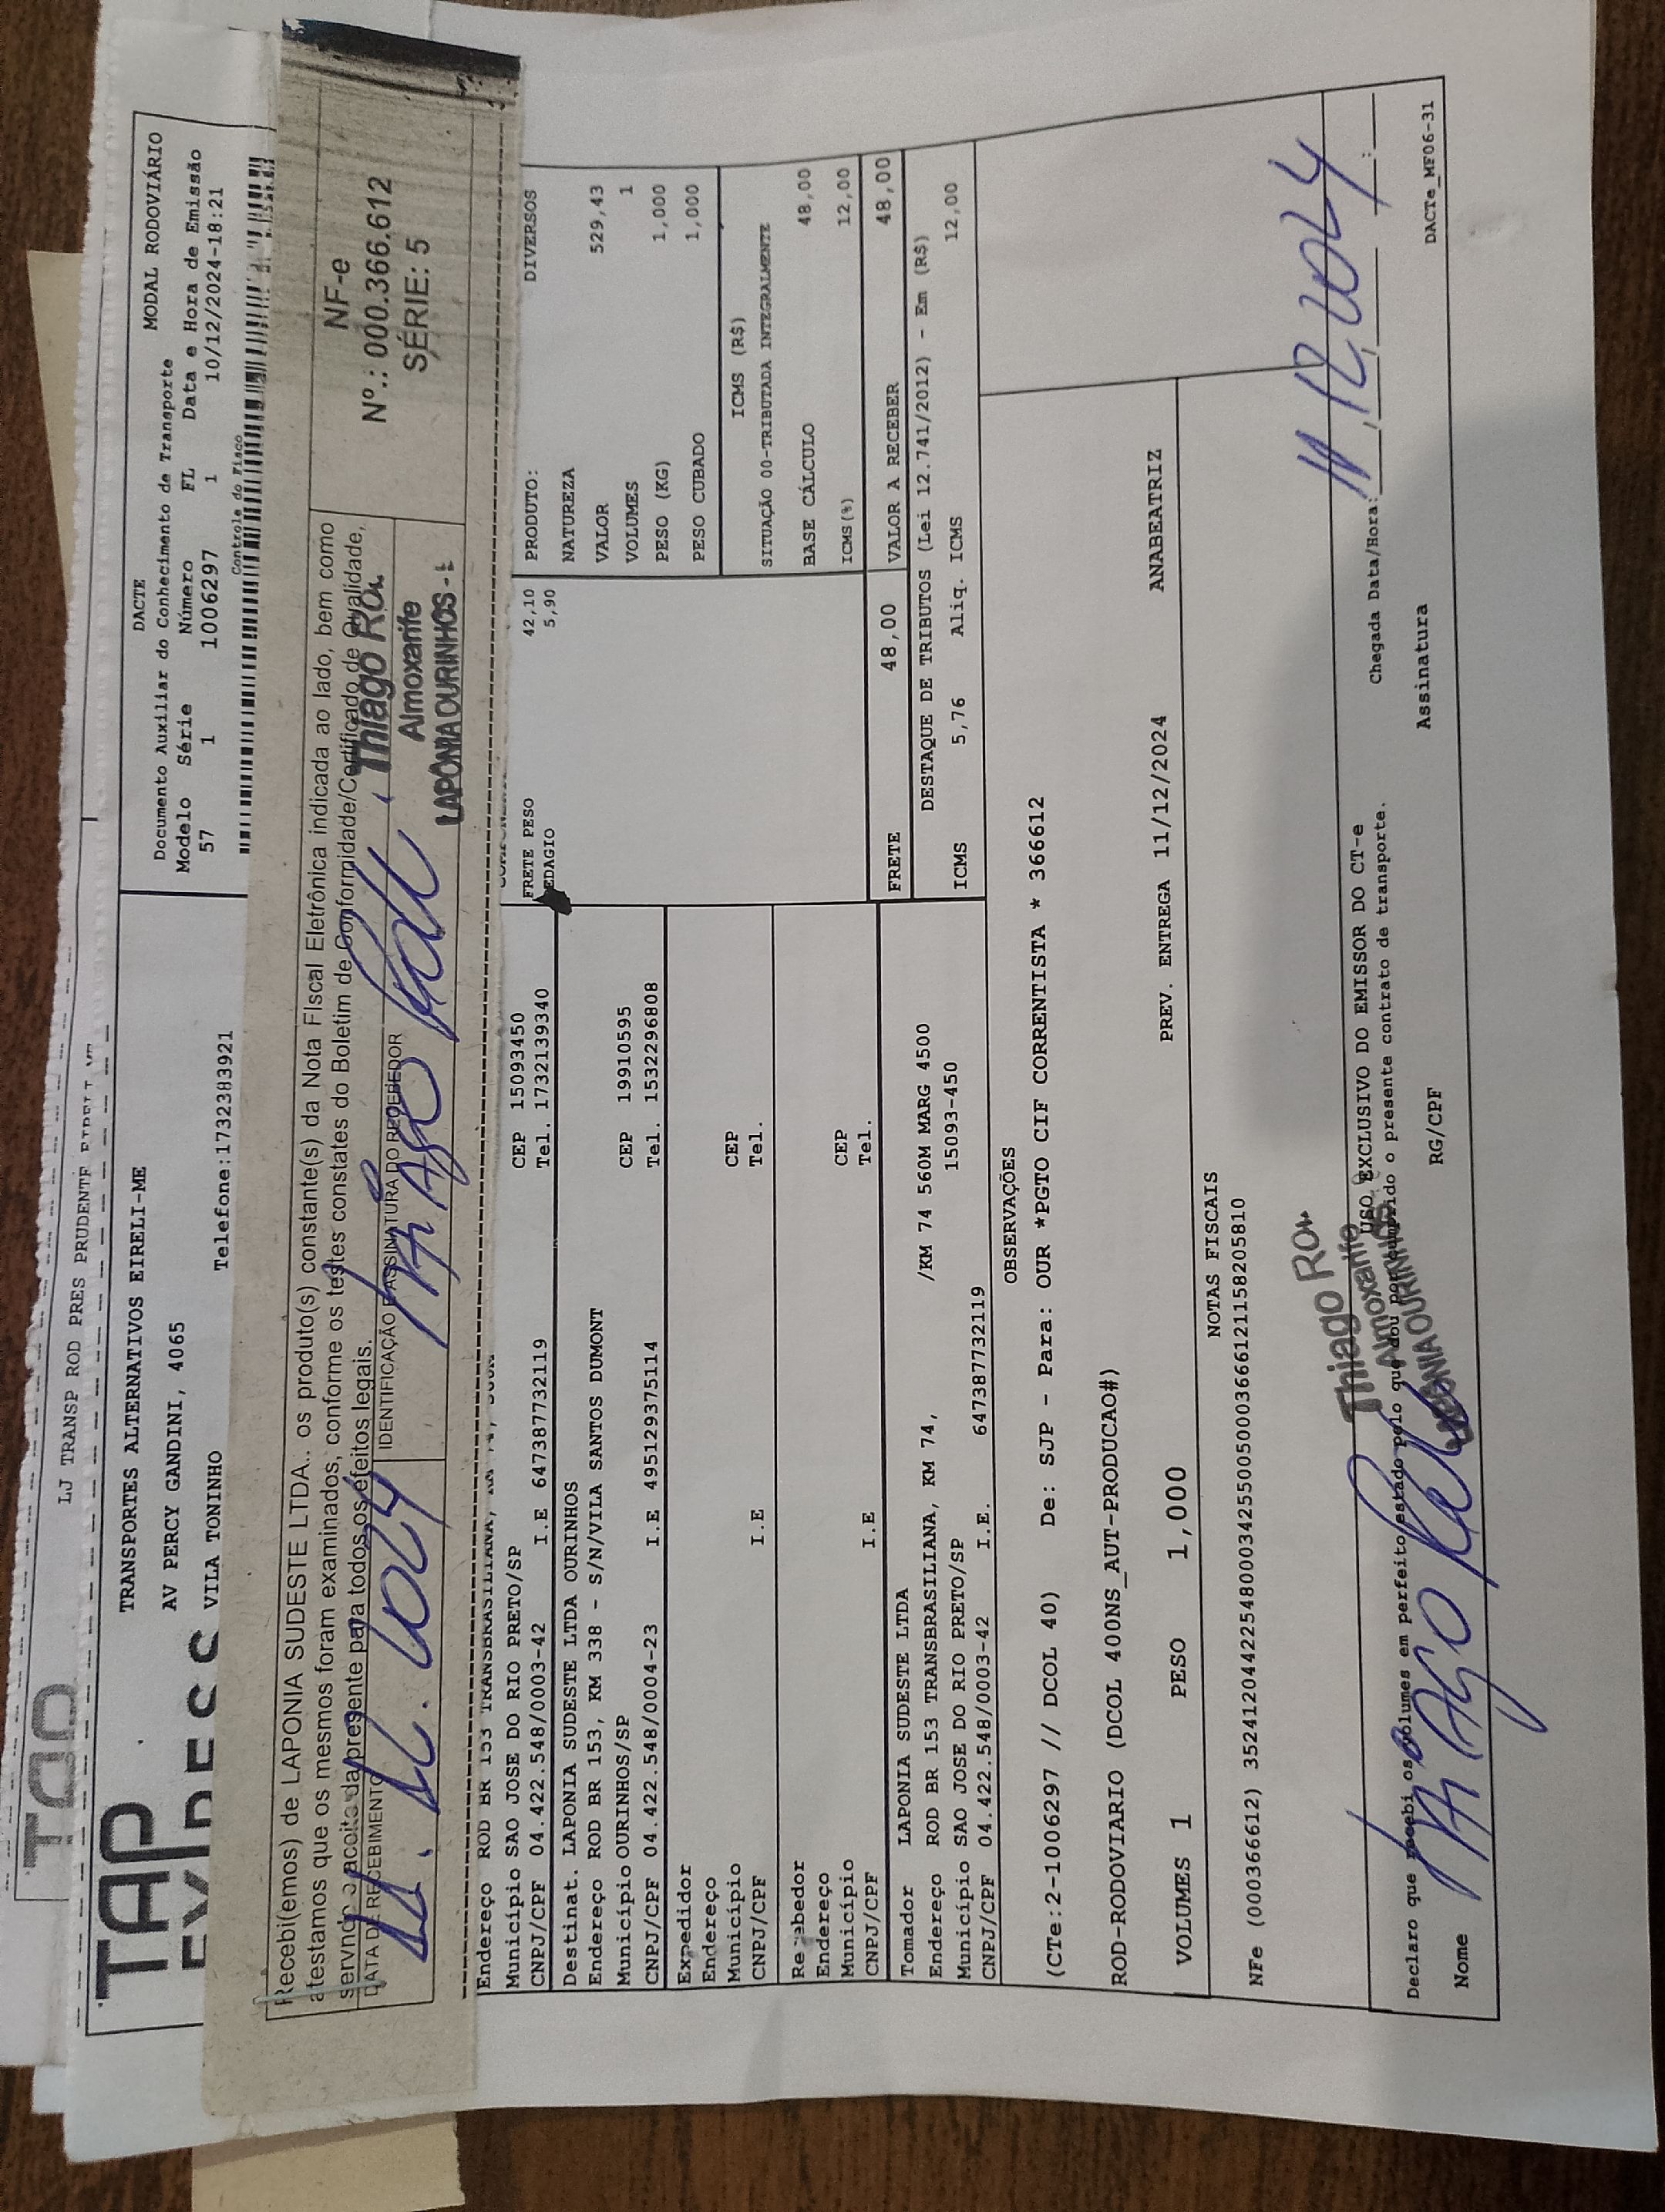 LJ TRANSP ROD PRES PRUDENTE EIRELI ME
TAP
TAP
EXPRESS
TRANSPORTES ALTERNATIVOS EIRELI-ME
AV PERCY GANDINI, 4065
VILA TONINHO
Telefone:1732383921
DACTE
MODAL RODOVIÁRIO
Documento Auxiliar do Conhecimento de Transporte
Modelo Série Número FL Data e Hora de Emissão
57 1 1006297 1 10/12/2024-18:21
Controle do Fisco
Recebi(emos) de LAPONIA SUDESTE LTDA.. os produto(s) constante(s) da Nota FIscal Eletrônica indicada ao lado, bem como
atestamos que os mesmos foram examinados, conforme os testes constates do Boletim de Conformidade/Certificado de Qualidade,
servndo a aceite da presente para todos os efeitos legais.
DATA DE RECEBIMENTO
IDENTIFICAÇÃO E ASSINATURA DO RECEBEDOR
11.12.2024
Thiago
Thiago Ro
Almoxarife
LAPONIA OURINHOS -
NF-e
Nº.: 000.366.612
SÉRIE: 5
Endereço ROD BR 153 TRANSBRASILIANA,
Município SAO JOSE DO RIO PRETO/SP CEP 15093450
CNPJ/CPF 04.422.548/0003-42 I.E 647387732119 Tel. 1732139340
Destinat. LAPONIA SUDESTE LTDA OURINHOS
Endereço ROD BR 153, KM 338 - S/N/VILA SANTOS DUMONT
Município OURINHOS/SP CEP 19910595
CNPJ/CPF 04.422.548/0004-23 I.E 495129375114 Tel. 1532296808
Expedidor
Endereço
Município CEP
CNPJ/CPF I.E Tel.
Recebedor
Endereço
Município CEP
CNPJ/CPF I.E Tel.
Tomador LAPONIA SUDESTE LTDA
Endereço ROD BR 153 TRANSBRASILIANA, KM 74, /KM 74 560M MARG 4500
Município SAO JOSE DO RIO PRETO/SP 15093-450
CNPJ/CPF 04.422.548/0003-42 I.E. 647387732119
FRETE PESO 42,10
PEDAGIO 5,90
FRETE 48,00
PRODUTO: DIVERSOS
NATUREZA
VALOR 529,43
VOLUMES 1
PESO (KG) 1,000
PESO CUBADO 1,000
ICMS (R$)
SITUAÇÃO 00-TRIBUTADA INTEGRALMENTE
BASE CÁLCULO 48,00
ICMS(%) 12,00
VALOR A RECEBER 48,00
DESTAQUE DE TRIBUTOS (Lei 12.741/2012) - Em (R$)
ICMS 5,76 Aliq. ICMS 12,00
OBSERVAÇÕES
(CTe:2-1006297 // DCOL 40) De: SJP - Para: OUR *PGTO CIF CORRENTISTA * 366612
ROD-RODOVIARIO (DCOL 400NS_AUT-PRODUCAO#)
VOLUMES 1 PESO 1,000 PREV. ENTREGA 11/12/2024 ANABEATRIZ
NOTAS FISCAIS
NFe (000366612) 35241204422548000342550050003666121158205810
USO EXCLUSIVO DO EMISSOR DO CT-e
Declaro que recebi os volumes em perfeito estado pelo que dou por cumprido o presente contrato de transporte.
Chegada Data/Hora: 11/12/2024
Nome RG/CPF Assinatura
Thiago
Thiago Ro
Almoxarife
LAPONIA OURINHOS
DACTe_MF06-31